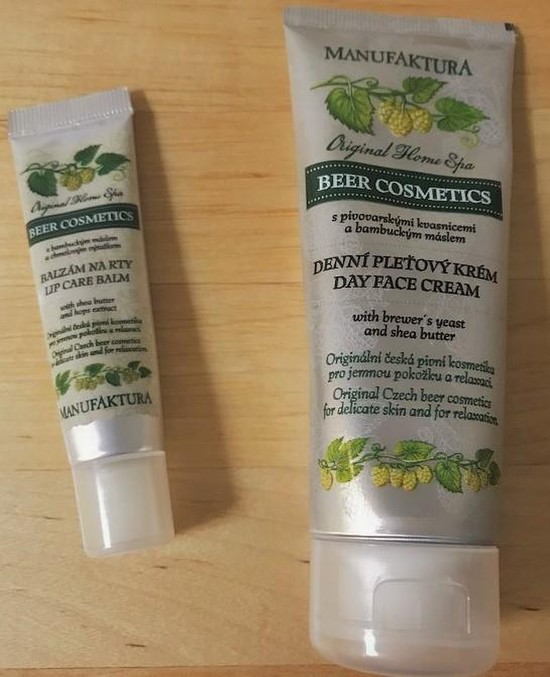 Original Home Spa
BEER COSMETICS
s bambuckým máslem
a chmelovým výtažkem
BALZÁM NA RTY
LIP CARE BALM
with shea butter
and hops extract
Originální česká pivní kosmetika
pro jemnou pokožku a relaxaci.
Original Czech beer cosmetics
for delicate skin and for relaxation.
MANUFAKTURA
MANUFAKTURA
Original Home Spa
BEER COSMETICS
s pivovarskými kvasnicemi
a bambuckým máslem
DENNÍ PLEŤOVÝ KRÉM
DAY FACE CREAM
with brewer's yeast
and shea butter
Originální česká pivní kosmetika
pro jemnou pokožku a relaxaci.
Original Czech beer cosmetics
for delicate skin and for relaxation.